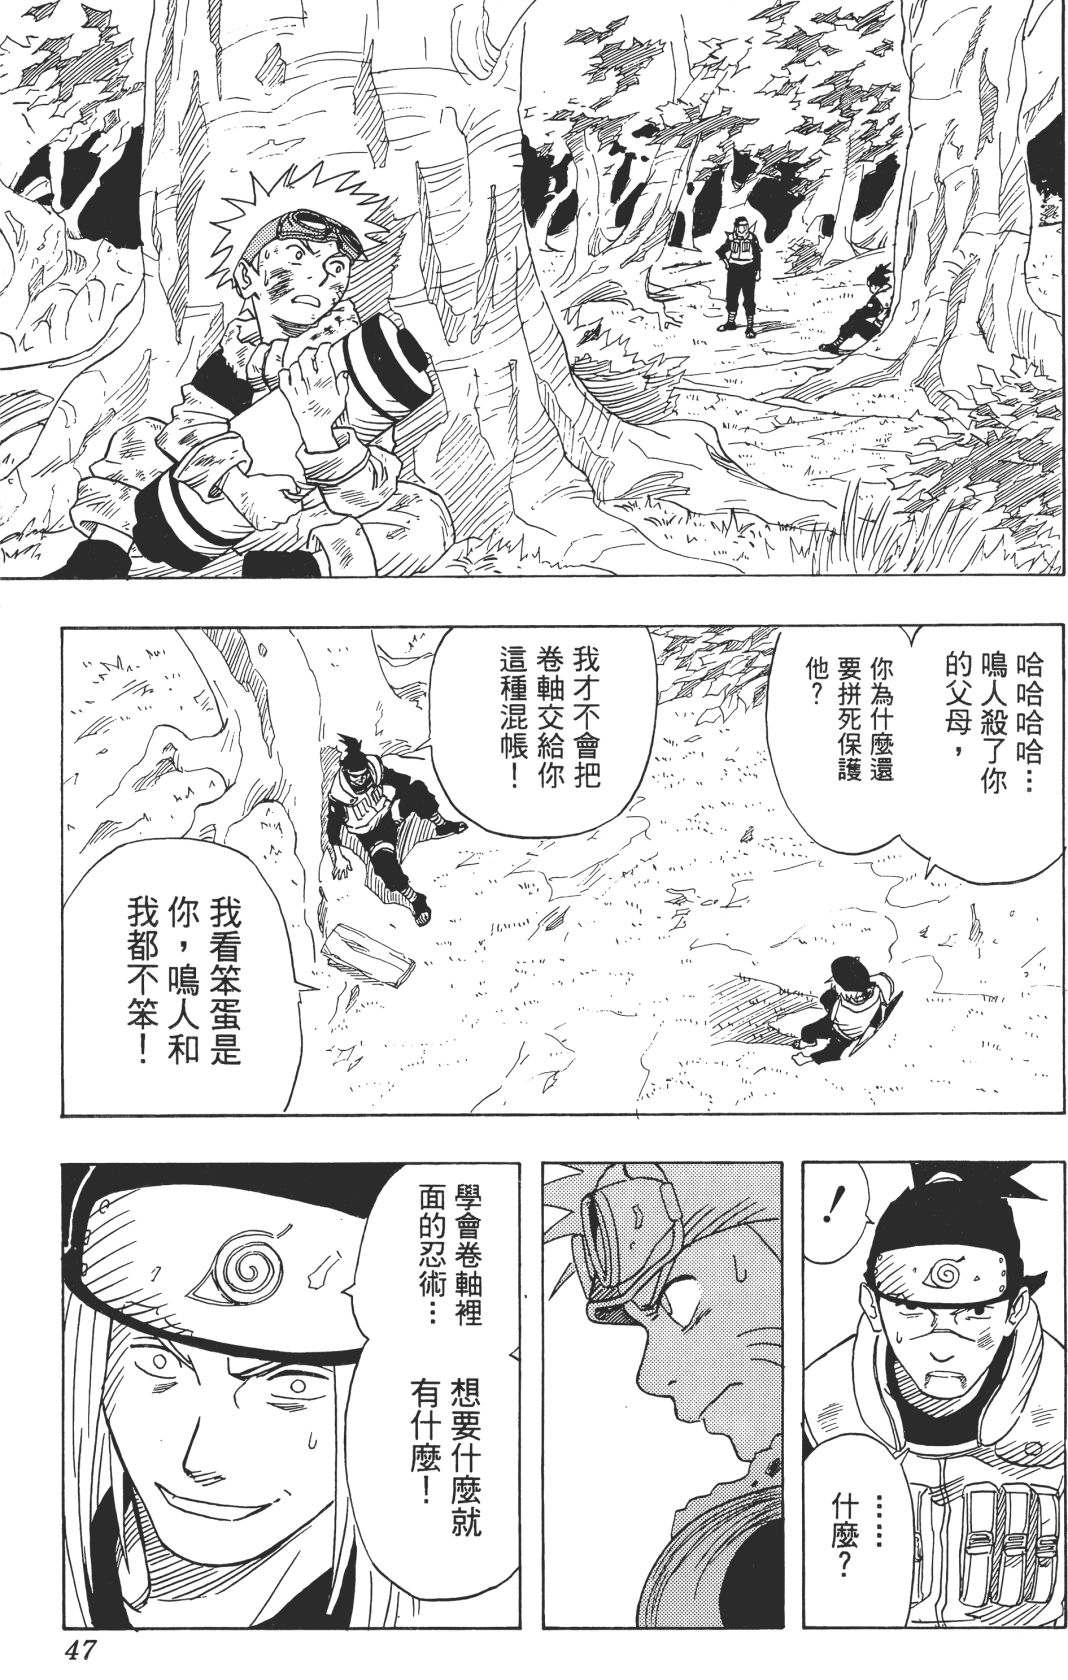 哈哈哈哈…
鳴人殺了你
的父母，
你為什麼還
要拼死保護
他？
我才不會把
卷軸交給你
這種混帳！
我看笨蛋是
你，鳴人和
我都不笨！
！
……
什麼？
學會卷軸裡
面的忍術…
想要什麼就
有什麼！
47